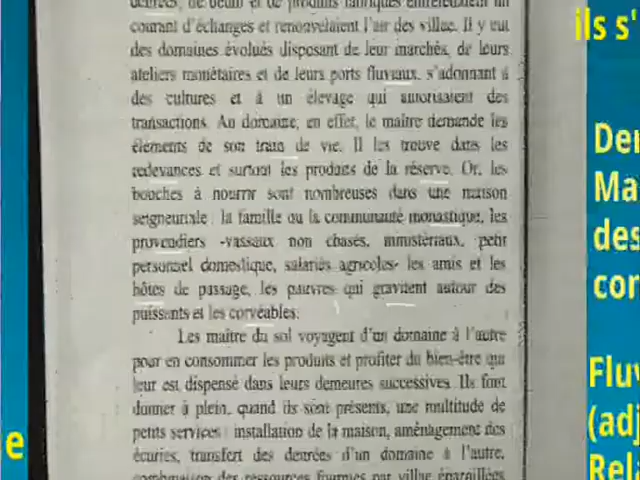 denrées, de bétail et de produits fabriqués entretenaient un
courant d'échanges et renouvelaient l'air des villae. Il y eut
des domaines évolués disposant de leur marchés, de leurs
ateliers monétaires et de leurs ports fluviaux, s'adonnant à
des cultures et à un élevage qui autorisaient des
transactions. Au domaine, en effet, le maître demande les
éléments de son train de vie. Il les trouve dans les
redevances et surtout les produits de la réserve. Or, les
bouches à nourrir sont nombreuses dans une maison
seigneuriale : la famille ou la communauté monastique, les
provendiers -vassaux non chasés, ministériaux, petit
personnel domestique, salariés agricoles- les amis et les
hôtes de passage, les pauvres qui gravitent autour des
puissants et les corvéables.
Les maître du sol voyagent d'un domaine à l'autre
pour en consommer les produits et profiter du bien-être qui
leur est dispensé dans leurs demeures successives. Ils font
donner à plein, quand ils sont présents, une multitude de
petits services : installation de la maison, aménagement des
écuries, transfert des denrées d'un domaine à l'autre,
combinaison des ressources fournies par villae éparpillées
e
ils s'
Der
Ma
des
cor
Fluv
(adj
Rela